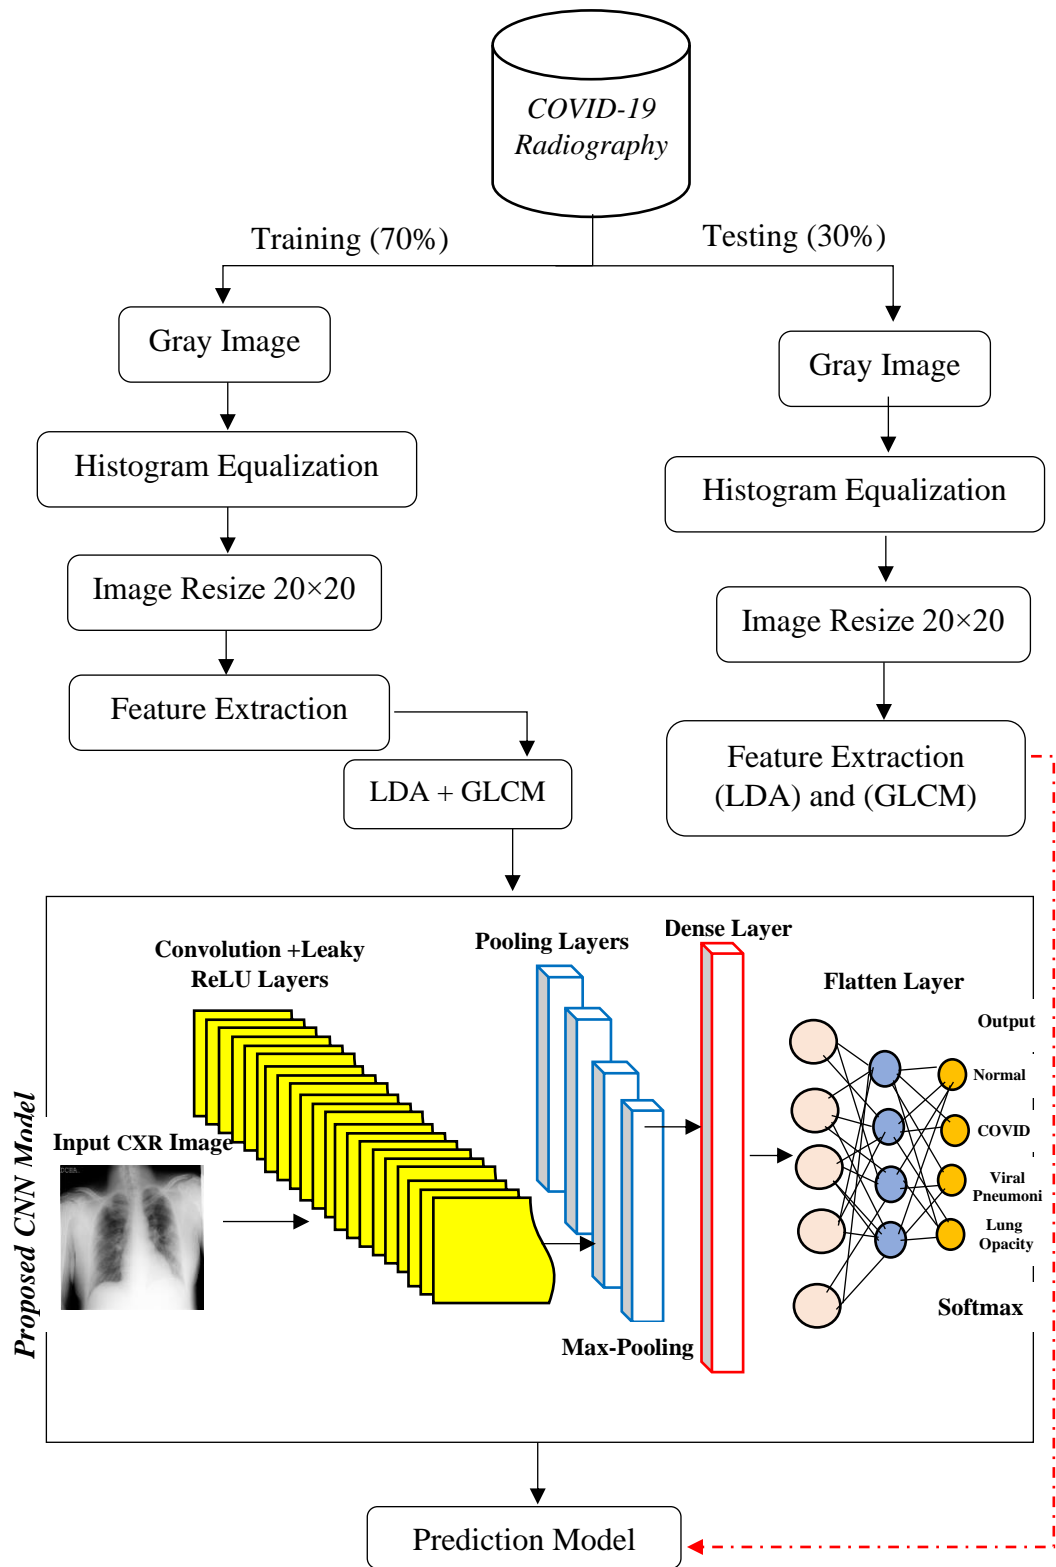 COVID-19
Radiography
Training (70%)
Testing (30%)
Gray Image
Histogram Equalization
Image Resize 20×20
Feature Extraction
LDA + GLCM
Gray Image
Histogram Equalization
Image Resize 20×20
Feature Extraction
(LDA) and (GLCM)
Proposed CNN Model
Input CXR Image
Convolution +Leaky
ReLU Layers
Pooling Layers
Max-Pooling
Dense Layer
Flatten Layer
Output
Normal
COVID
Viral
Pneumoni
Lung
Opacity
Softmax
Prediction Model